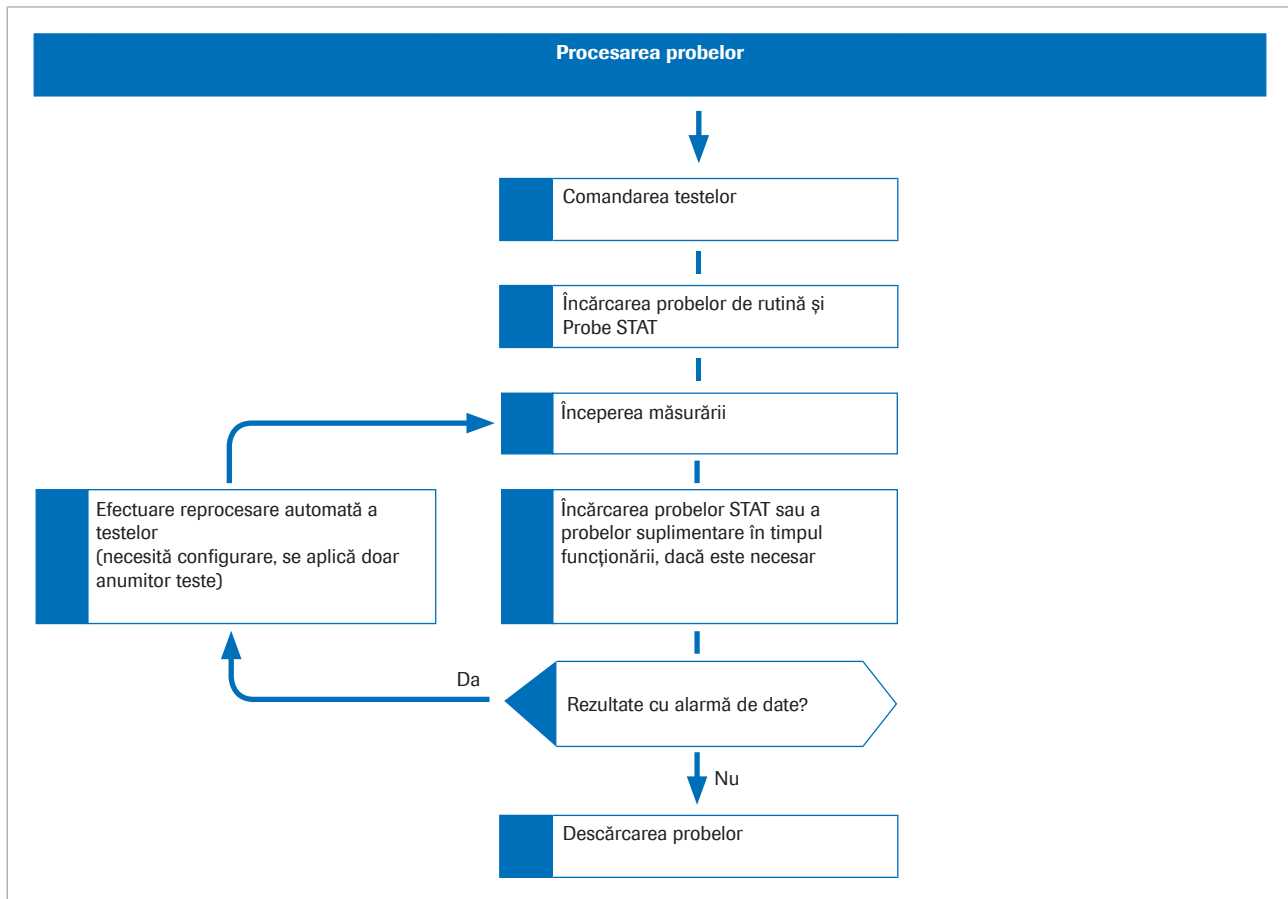 Procesarea probelor
Comandarea testelor
Încărcarea probelor de rutină și
Probe STAT
Începerea măsurării
Efectuare reprocesare automată a
testelor
(necesită configurare, se aplică doar
anumitor teste)
Încărcarea probelor STAT sau a
probelor suplimentare în timpul
funcționării, dacă este necesar
Da
Rezultate cu alarmă de date?
Nu
Descărcarea probelor